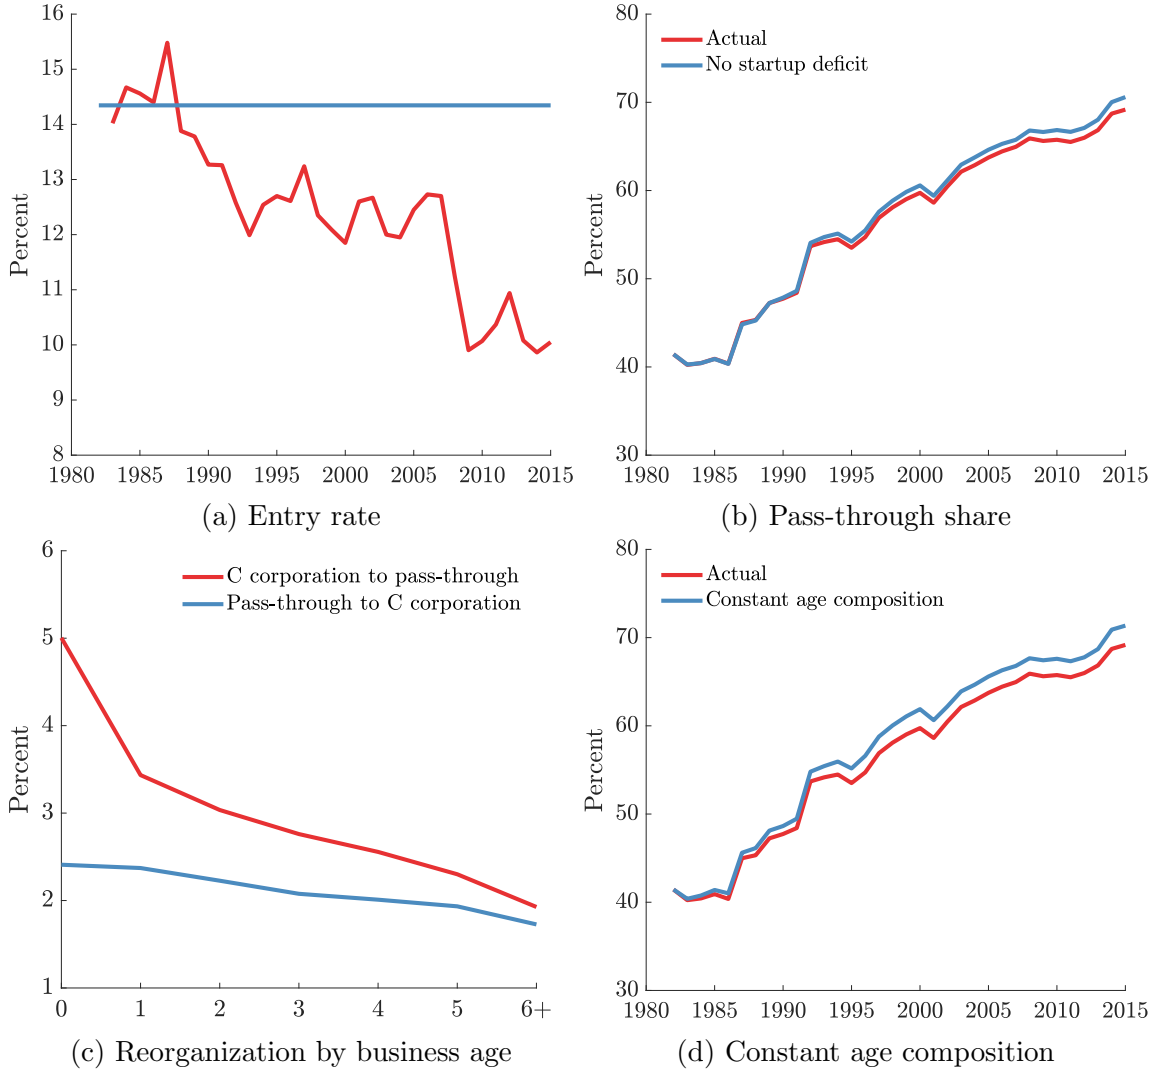 16
15
14
13
12
11
10
9
8
Percent
1980 1985 1990 1995 2000 2005 2010 2015
(a) Entry rate
80
70
60
50
40
30
Percent
Actual
No startup deficit
1980 1985 1990 1995 2000 2005 2010 2015
(b) Pass-through share
6
5
4
3
2
1
Percent
C corporation to pass-through
Pass-through to C corporation
0 1 2 3 4 5 6+
(c) Reorganization by business age
80
70
60
50
40
30
Percent
Actual
Constant age composition
1980 1985 1990 1995 2000 2005 2010 2015
(d) Constant age composition